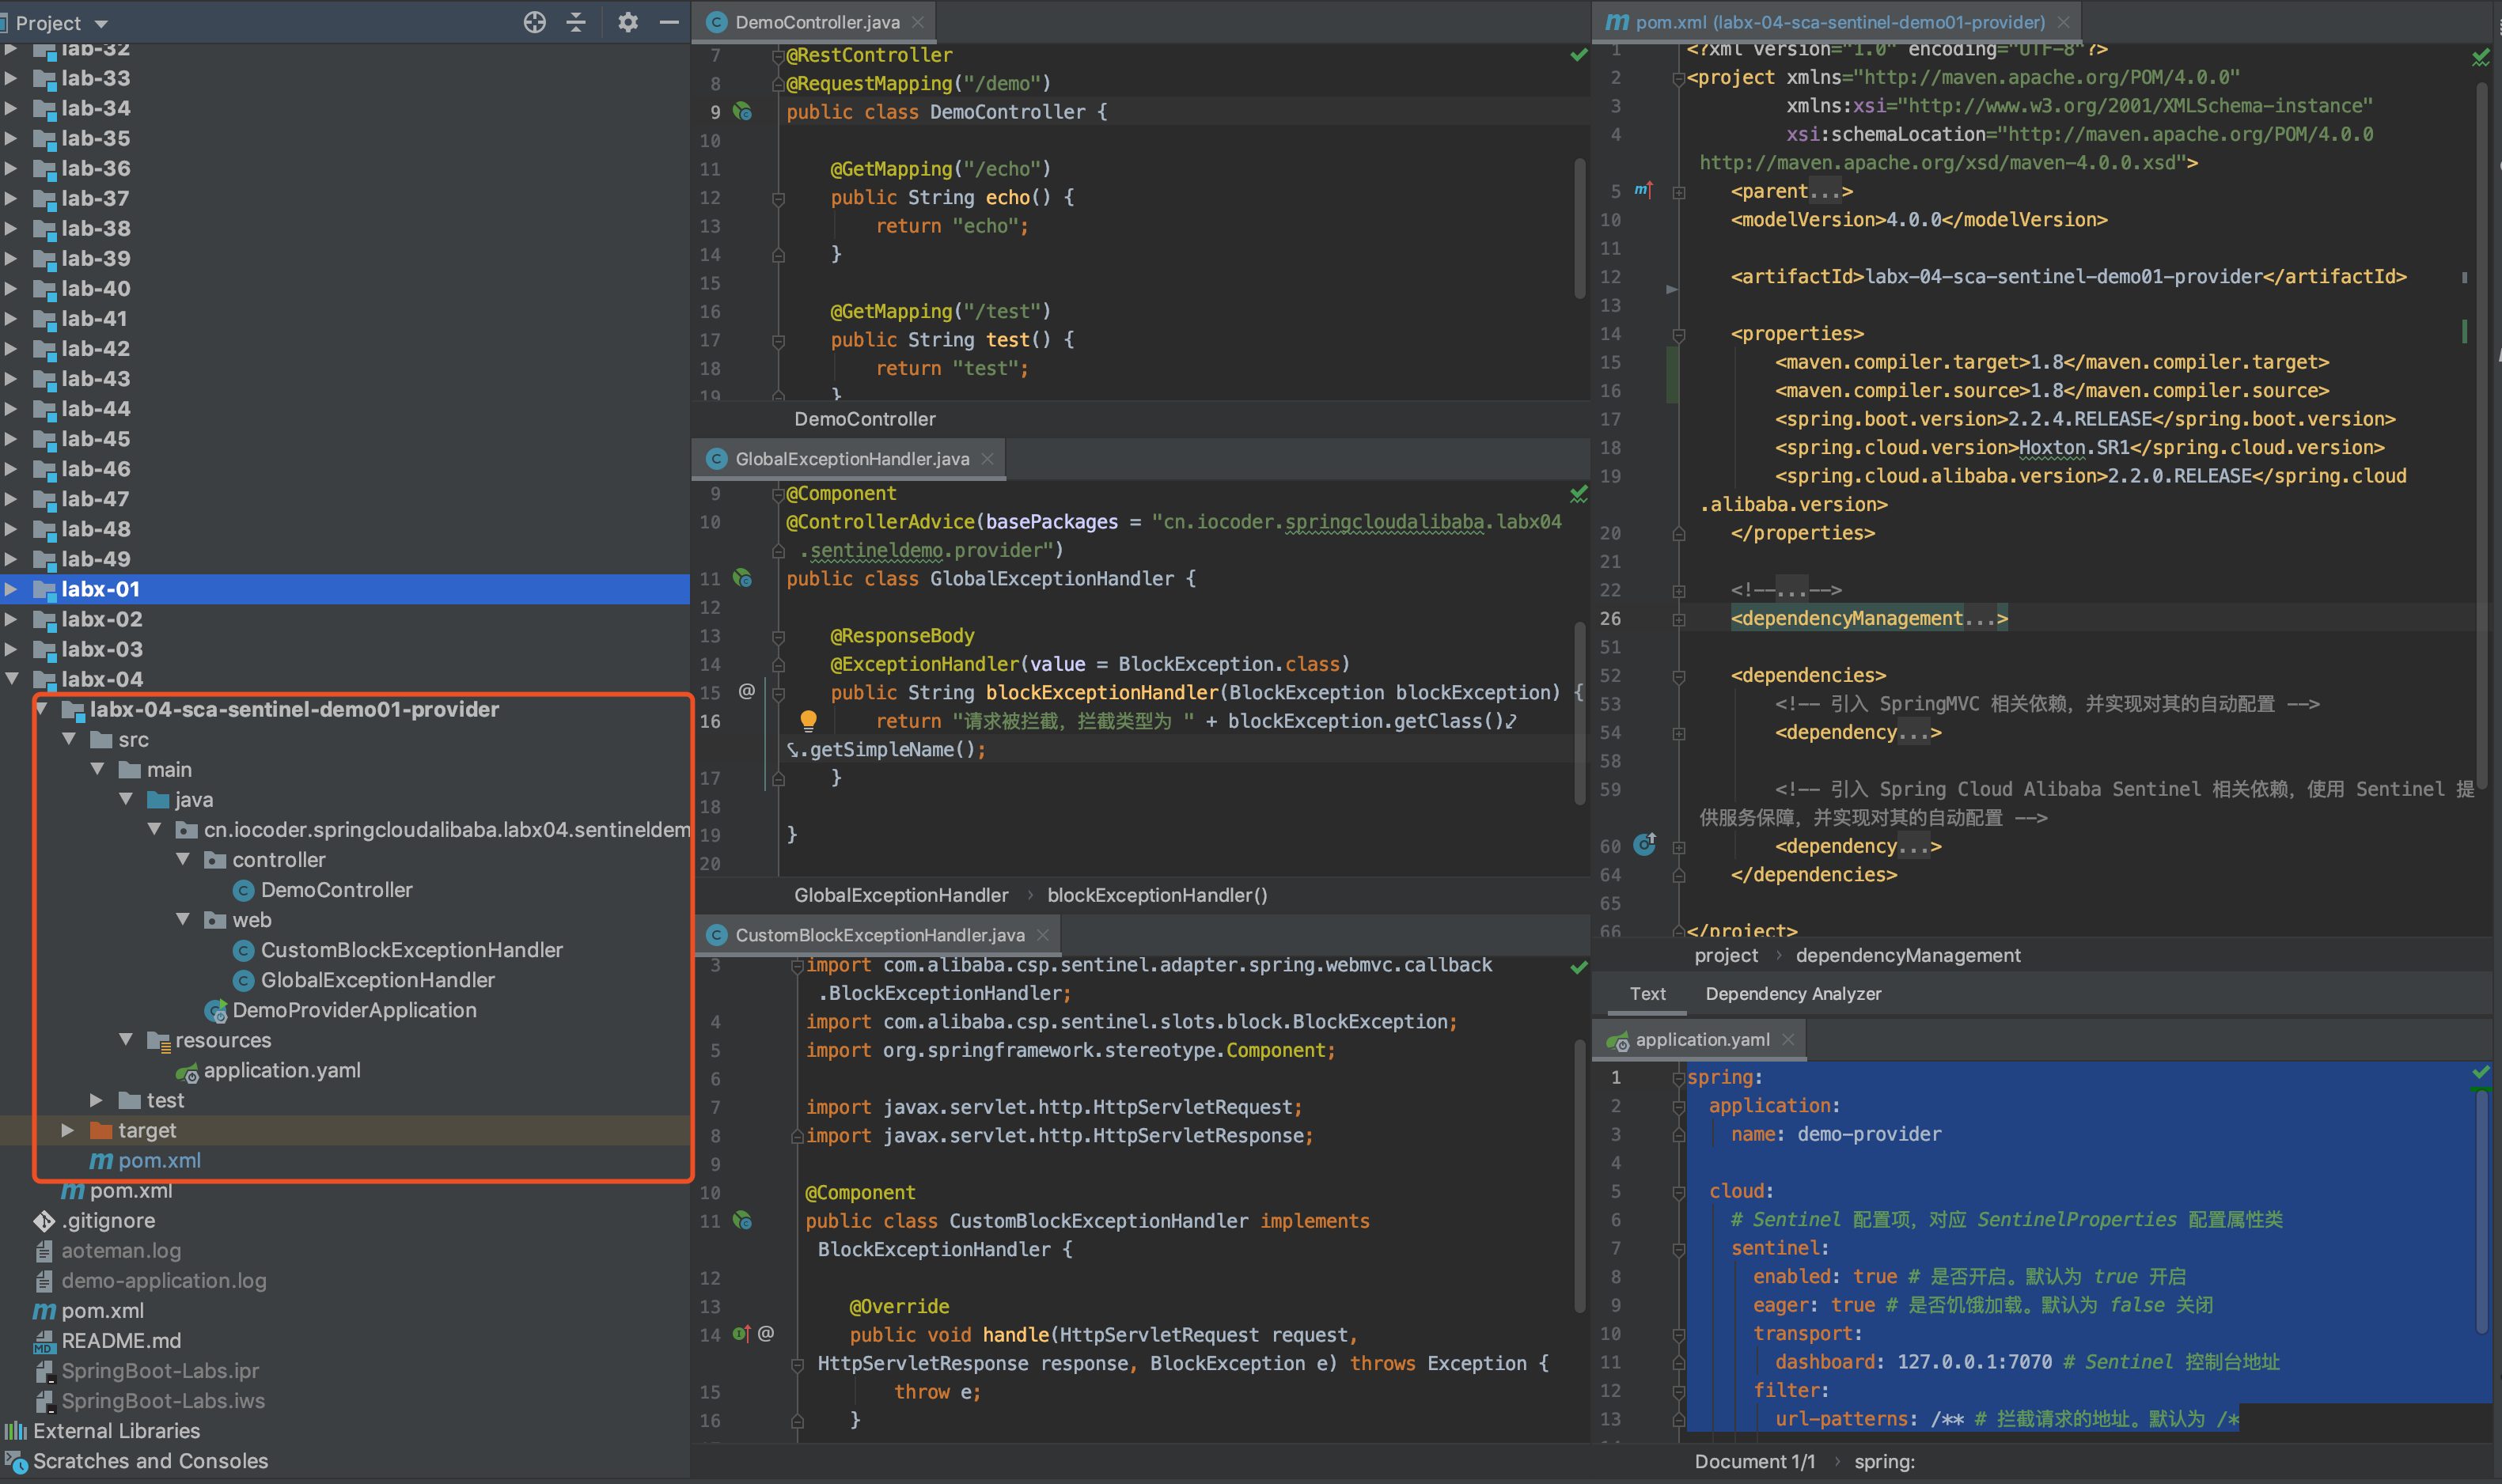 Project
lab-32
lab-33
lab-34
lab-35
lab-36
lab-37
lab-38
lab-39
lab-40
lab-41
lab-42
lab-43
lab-44
lab-45
lab-46
lab-47
lab-48
lab-49
labx-01
labx-02
labx-03
labx-04
labx-04-sca-sentinel-demo01-provider
src
main
java
cn.iocoder.springcloudalibaba.labx04.sentineldem
controller
DemoController
web
CustomBlockExceptionHandler
GlobalExceptionHandler
DemoProviderApplication
resources
application.yaml
test
target
pom.xml
pom.xml
.gitignore
aoteman.log
demo-application.log
pom.xml
README.md
SpringBoot-Labs.ipr
SpringBoot-Labs.iws
External Libraries
Scratches and Consoles
DemoController.java
7 @RestController
8 @RequestMapping("/demo")
9 public class DemoController {
10
11 @GetMapping("/echo")
12 public String echo() {
13 return "echo";
14 }
15
16 @GetMapping("/test")
17 public String test() {
18 return "test";
19 }
DemoController
GlobalExceptionHandler.java
9 @Component
10 @ControllerAdvice(basePackages = "cn.iocoder.springcloudalibaba.labx04
.sentineldemo.provider")
11 public class GlobalExceptionHandler {
12
13 @ResponseBody
14 @ExceptionHandler(value = BlockException.class)
15 @ public String blockExceptionHandler(BlockException blockException) {
16 return "请求被拦截，拦截类型为 " + blockException.getClass()
.getSimpleName();
17 }
18
19 }
20
GlobalExceptionHandler › blockExceptionHandler()
CustomBlockExceptionHandler.java
3 import com.alibaba.csp.sentinel.adapter.spring.webmvc.callback
.BlockExceptionHandler;
4 import com.alibaba.csp.sentinel.slots.block.BlockException;
5 import org.springframework.stereotype.Component;
6
7 import javax.servlet.http.HttpServletRequest;
8 import javax.servlet.http.HttpServletResponse;
9
10 @Component
11 public class CustomBlockExceptionHandler implements
BlockExceptionHandler {
12
13 @Override
14 @ public void handle(HttpServletRequest request,
HttpServletResponse response, BlockException e) throws Exception {
15 throw e;
16 }
pom.xml (labx-04-sca-sentinel-demo01-provider)
1 <?xml version="1.0" encoding="UTF-8"?>
2 <project xmlns="http://maven.apache.org/POM/4.0.0"
3 xmlns:xsi="http://www.w3.org/2001/XMLSchema-instance"
4 xsi:schemaLocation="http://maven.apache.org/POM/4.0.0
http://maven.apache.org/xsd/maven-4.0.0.xsd">
5 <parent...>
10 <modelVersion>4.0.0</modelVersion>
11
12 <artifactId>labx-04-sca-sentinel-demo01-provider</artifactId>
13
14 <properties>
15 <maven.compiler.target>1.8</maven.compiler.target>
16 <maven.compiler.source>1.8</maven.compiler.source>
17 <spring.boot.version>2.2.4.RELEASE</spring.boot.version>
18 <spring.cloud.version>Hoxton.SR1</spring.cloud.version>
19 <spring.cloud.alibaba.version>2.2.0.RELEASE</spring.cloud
.alibaba.version>
20 </properties>
21
22 <!--...-->
26 <dependencyManagement...>
51
52 <dependencies>
53 <!-- 引入 SpringMVC 相关依赖，并实现对其的自动配置 -->
54 <dependency...>
58
59 <!-- 引入 Spring Cloud Alibaba Sentinel 相关依赖，使用 Sentinel 提
供服务保障，并实现对其的自动配置 -->
60 <dependency...>
64 </dependencies>
65
66 </project>
project › dependencyManagement
Text Dependency Analyzer
application.yaml
1 spring:
2 application:
3 name: demo-provider
4
5 cloud:
6 # Sentinel 配置项，对应 SentinelProperties 配置属性类
7 sentinel:
8 enabled: true # 是否开启。默认为 true 开启
9 eager: true # 是否饥饿加载。默认为 false 关闭
10 transport:
11 dashboard: 127.0.0.1:7070 # Sentinel 控制台地址
12 filter:
13 url-patterns: /** # 拦截请求的地址。默认为 /*
Document 1/1 › spring: